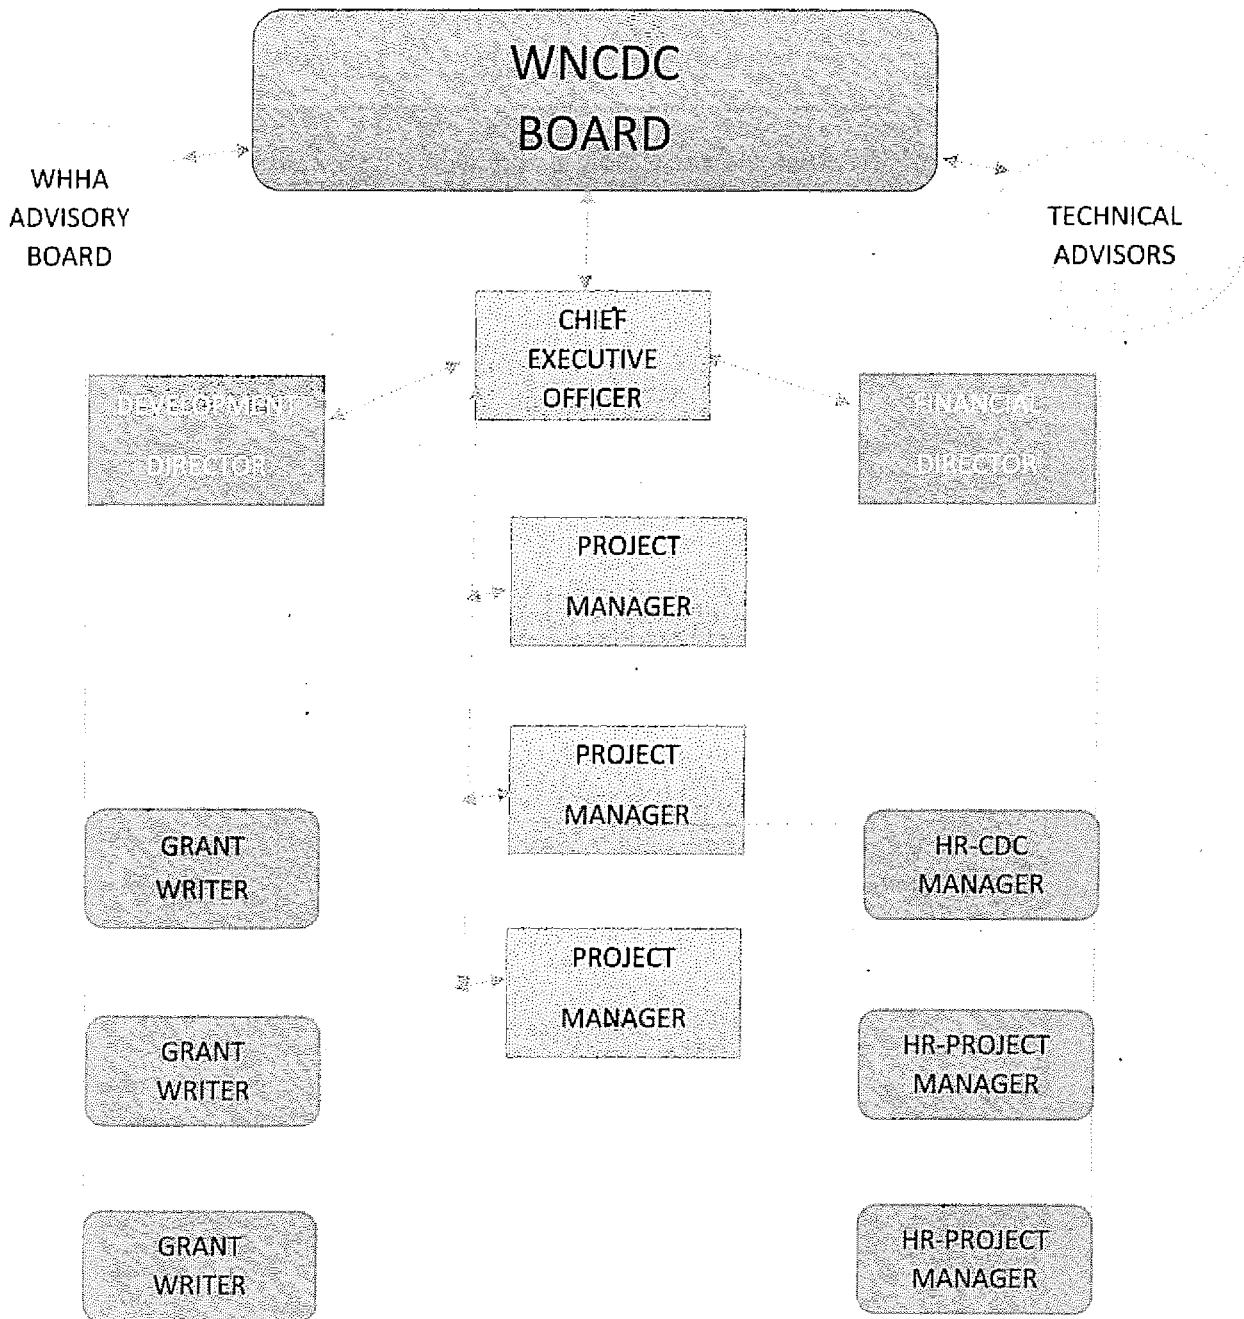 WNCDC
BOARD
WHHA
ADVISORY
BOARD
TECHNICAL
ADVISORS
CHIEF
EXECUTIVE
OFFICER
DEVELOPMENT
DIRECTOR
FINANCIAL
DIRECTOR
PROJECT
MANAGER
PROJECT
MANAGER
GRANT
WRITER
HR-CDC
MANAGER
PROJECT
MANAGER
GRANT
WRITER
HR-PROJECT
MANAGER
GRANT
WRITER
HR-PROJECT
MANAGER